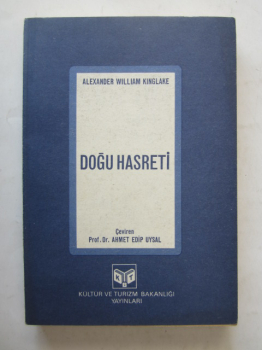 ALEXANDER WILLIAM KINGLAKE
DOĞU HASRETİ
Çeviren
Prof. Dr. AHMET EDİP UYSAL
KÜLTÜR VE TURİZM BAKANLIĞI
YAYINLARI